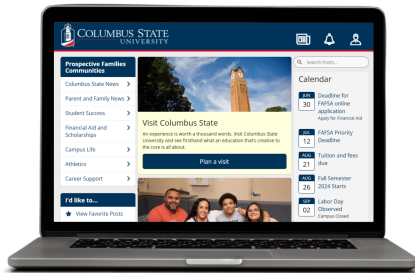 COLUMBUS STATE
UNIVERSITY
Prospective Families
Communities
Columbus State News
Parent and Family News
Student Success
Financial Aid and
Scholarships
Campus Life
Athletics
Career Support
I'd like to...
View Favorite Posts
Visit Columbus State
An experience is worth a thousand words. Visit Columbus State
University and see firsthand what an education that's creative to
the core is all about.
Plan a visit
Search Posts...
Calendar
JUN
30
Deadline for
FAFSA online
application
Apply for Financial Aid
JUL
12
FAFSA Priority
Deadline
AUG
21
Tuition and fees
due
AUG
26
Fall Semester
2024 Starts
SEP
02
Labor Day
Observed
Campus Closed